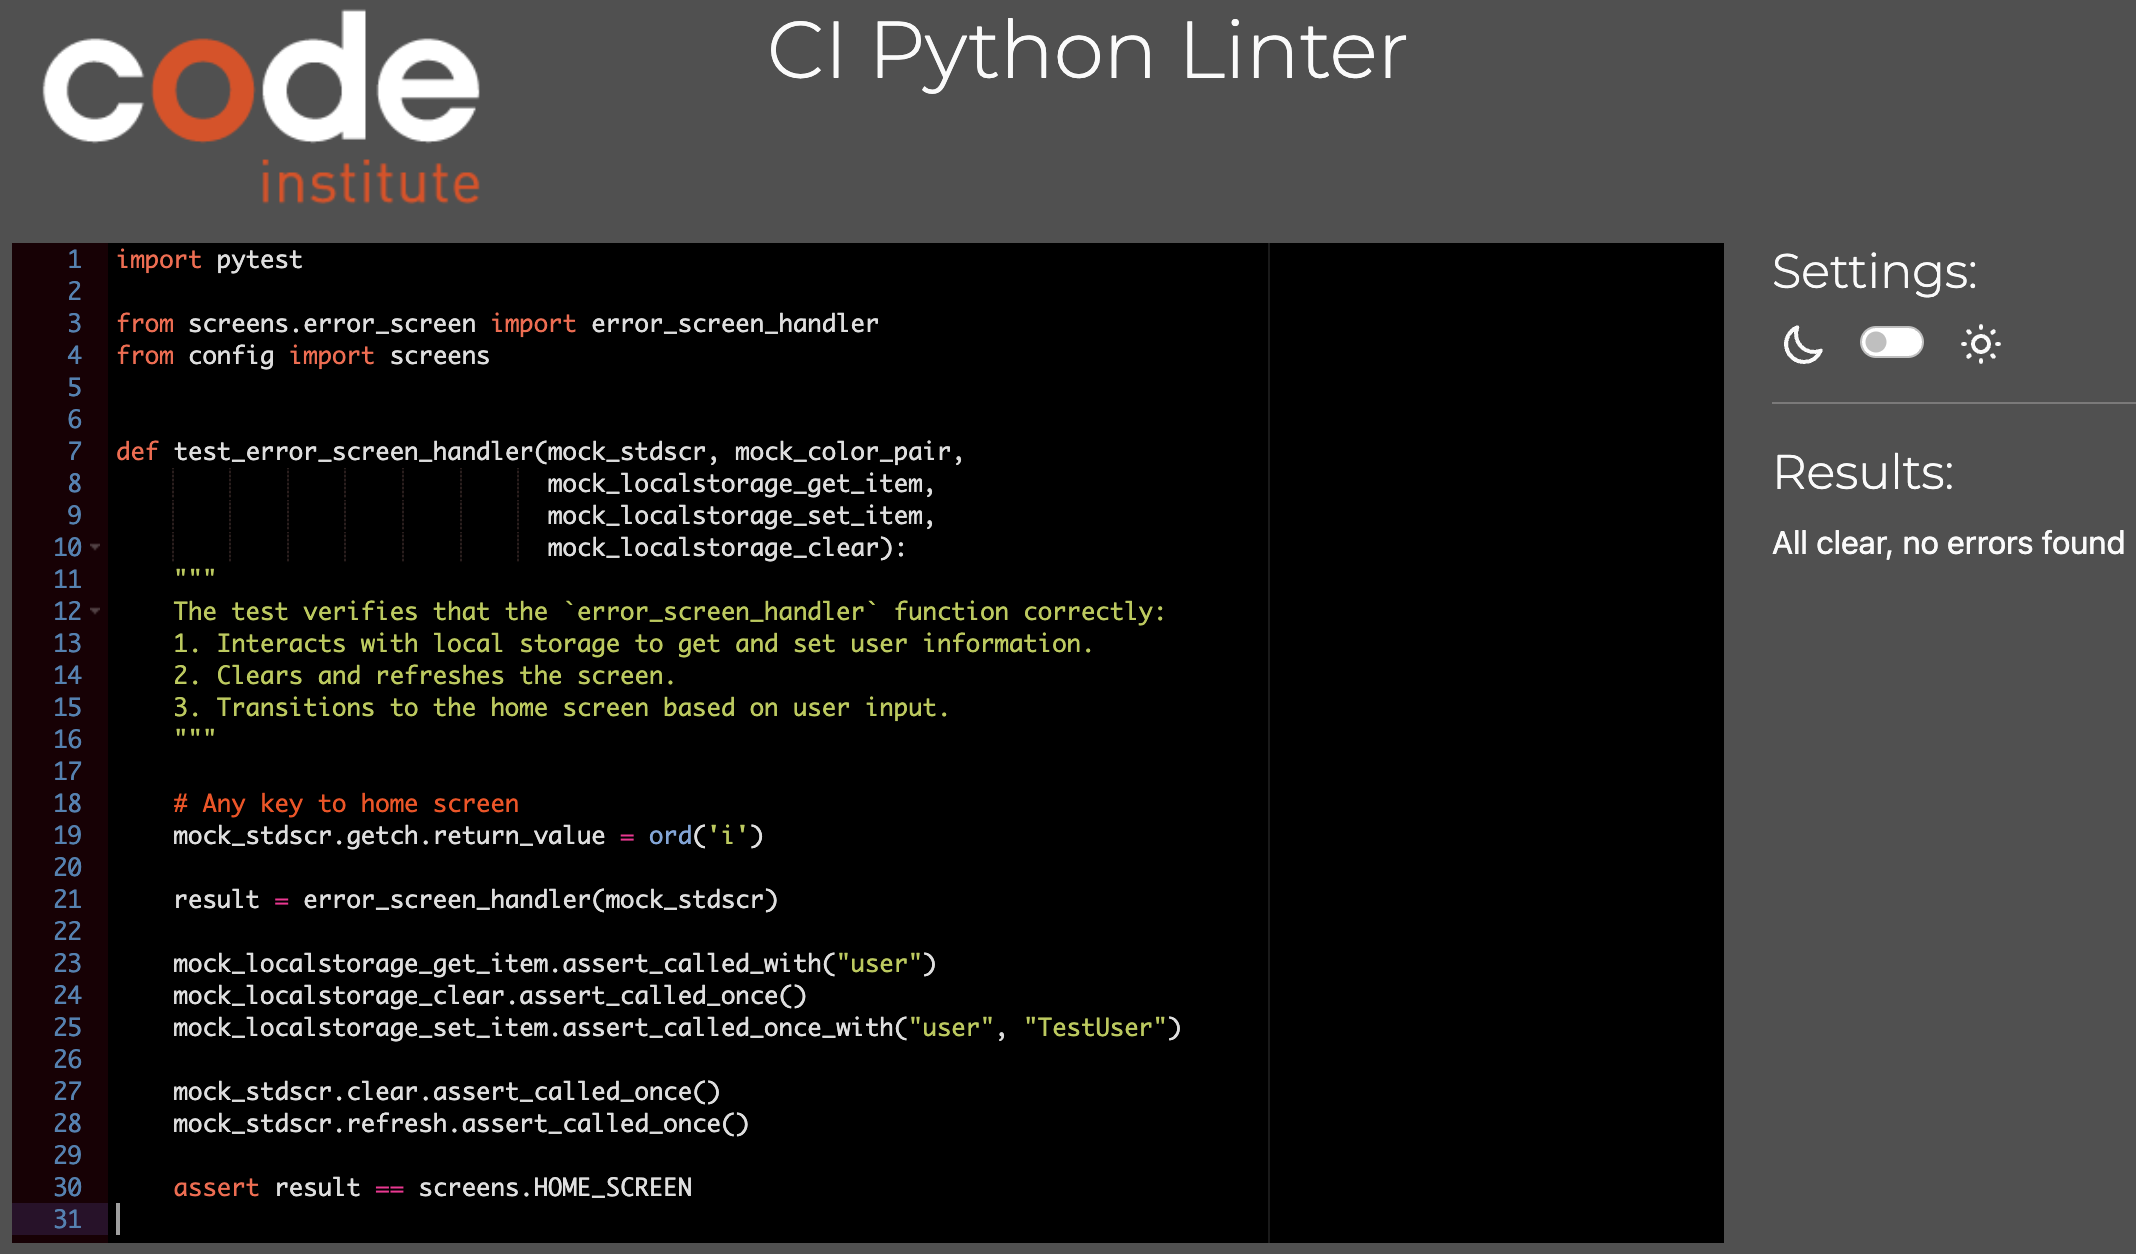 code
institute
CI Python Linter
1 import pytest
2
3 from screens.error_screen import error_screen_handler
4 from config import screens
5
6
7 def test_error_screen_handler(mock_stdscr, mock_color_pair,
8                               mock_localstorage_get_item,
9                               mock_localstorage_set_item,
10                               mock_localstorage_clear):
11     """
12     The test verifies that the `error_screen_handler` function correctly:
13     1. Interacts with local storage to get and set user information.
14     2. Clears and refreshes the screen.
15     3. Transitions to the home screen based on user input.
16     """
17
18     # Any key to home screen
19     mock_stdscr.getch.return_value = ord('i')
20
21     result = error_screen_handler(mock_stdscr)
22
23     mock_localstorage_get_item.assert_called_with("user")
24     mock_localstorage_clear.assert_called_once()
25     mock_localstorage_set_item.assert_called_once_with("user", "TestUser")
26
27     mock_stdscr.clear.assert_called_once()
28     mock_stdscr.refresh.assert_called_once()
29
30     assert result == screens.HOME_SCREEN
31
Settings:
Results:
All clear, no errors found